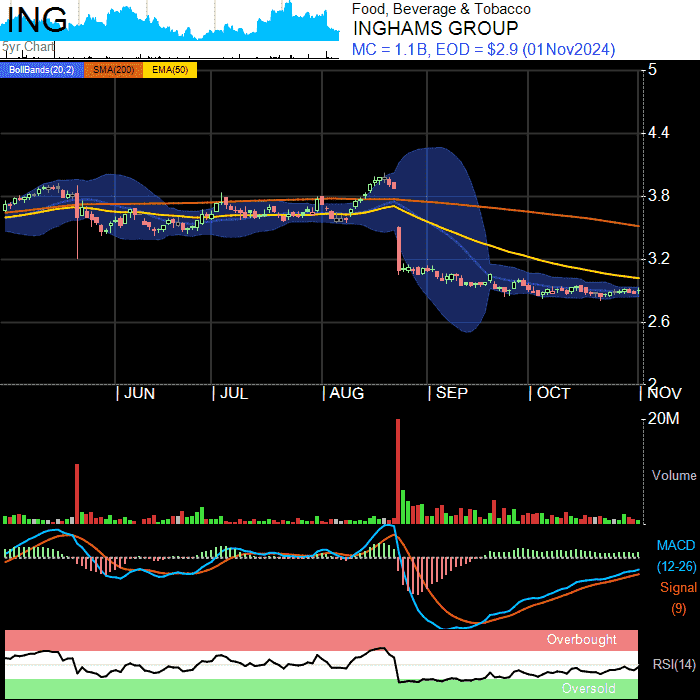 ING
5yr Chart
Food, Beverage & Tobacco
INGHAMS GROUP
MC = 1.1B, EOD = $2.9 (01Nov2024)
BollBands(20,2) SMA(200) EMA(50)
5
4.4
3.8
3.2
2.6
2
JUN JUL AUG SEP OCT NOV
20M
Volume
MACD
(12-26)
Signal
(9)
Overbought
RSI(14)
Oversold